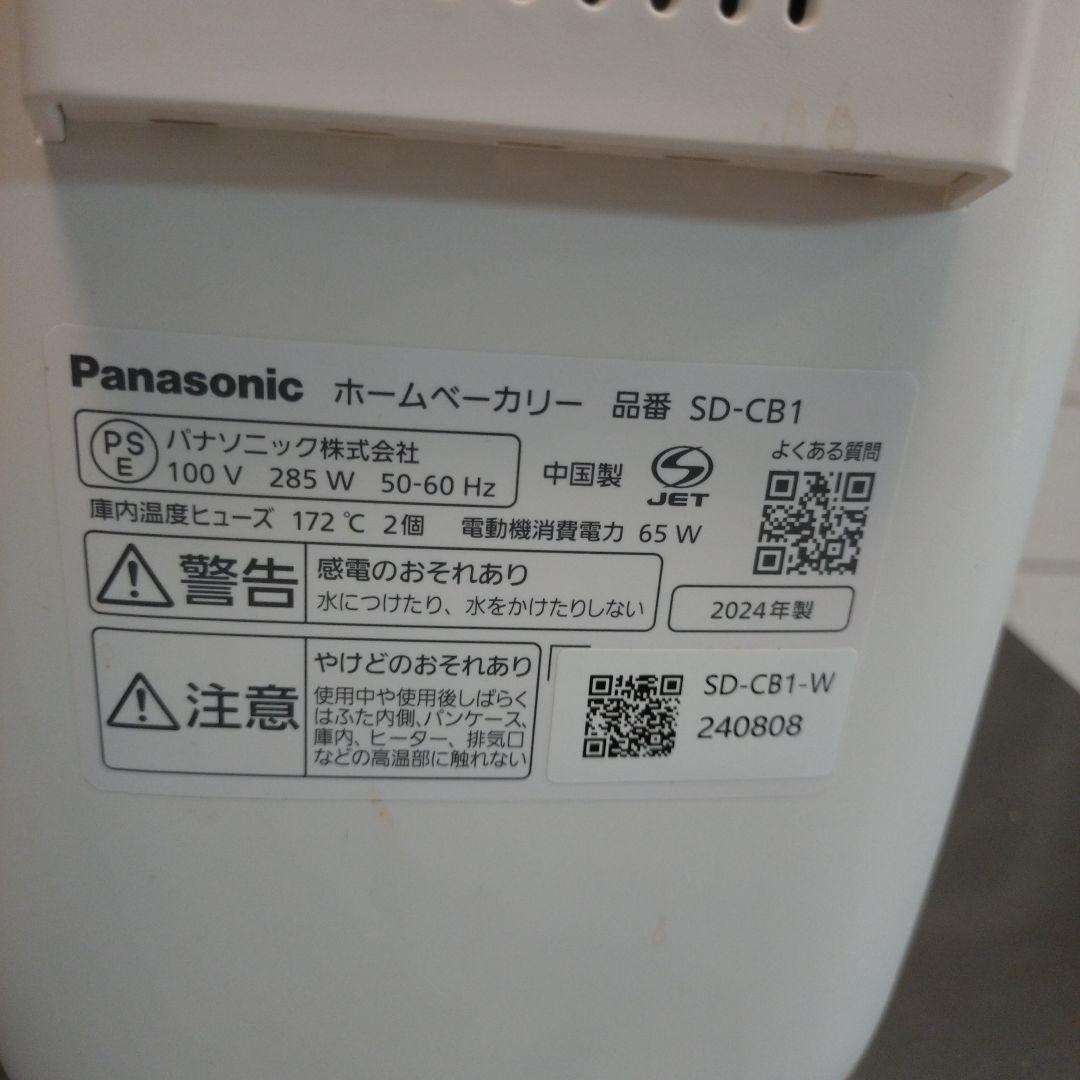 Panasonic ホームベーカリー 品番 SD-CB1
PS
E
パナソニック株式会社
100 V 285 W 50-60 Hz
中国製
JET
よくある質問
庫内温度ヒューズ 172 ℃ 2個 電動機消費電力 65 W
警告
感電のおそれあり
水につけたり、水をかけたりしない
2024年製
注意
やけどのおそれあり
使用中や使用後しばらく
はふた内側、パンケース、
庫内、ヒーター、排気口
などの高温部に触れない
SD-CB1-W
240808